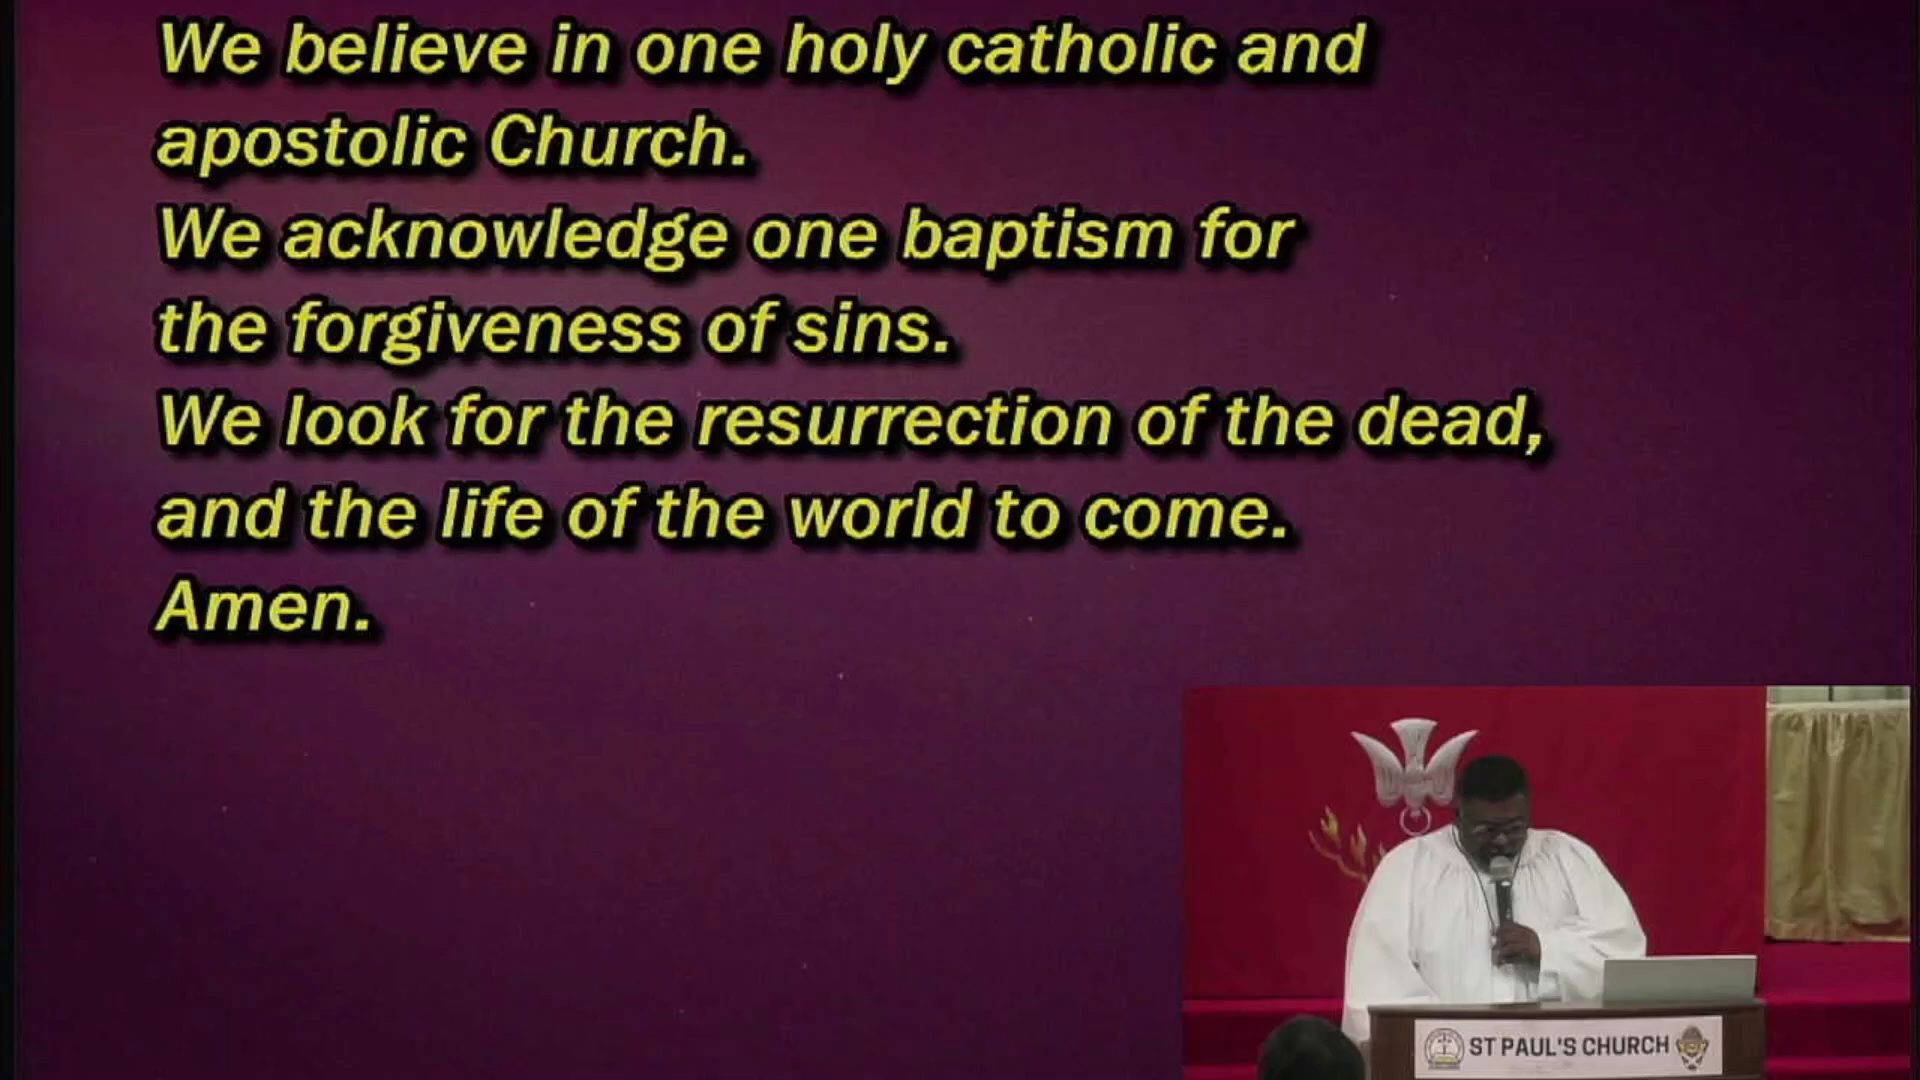 We believe in one holy catholic and
apostolic Church.
We acknowledge one baptism for
the forgiveness of sins.
We look for the resurrection of the dead,
and the life of the world to come.
Amen.
ST PAUL'S CHURCH